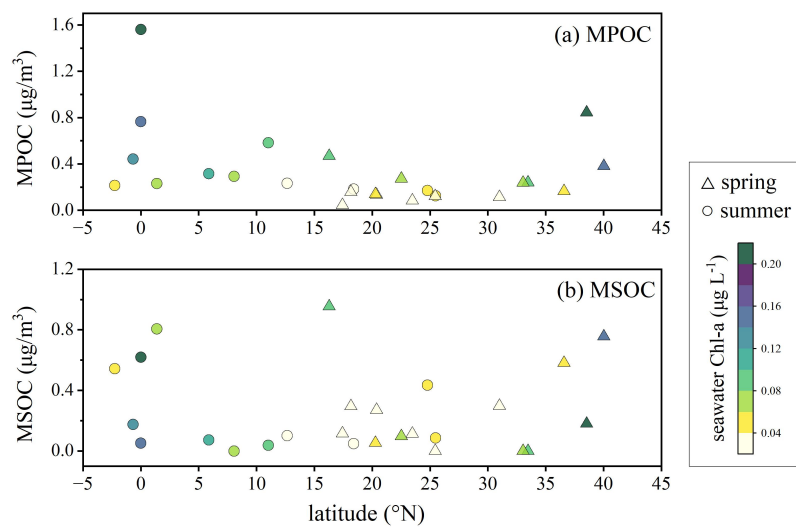 (a) MPOC
MPOC (μg/m³)
1.6
1.2
0.8
0.4
0.0
−5 0 5 10 15 20 25 30 35 40 45
(b) MSOC
MSOC (μg/m³)
1.2
0.8
0.4
0.0
−5 0 5 10 15 20 25 30 35 40 45
latitude (°N)
spring
summer
seawater Chl-a (μg L⁻¹)
0.20
0.16
0.12
0.08
0.04